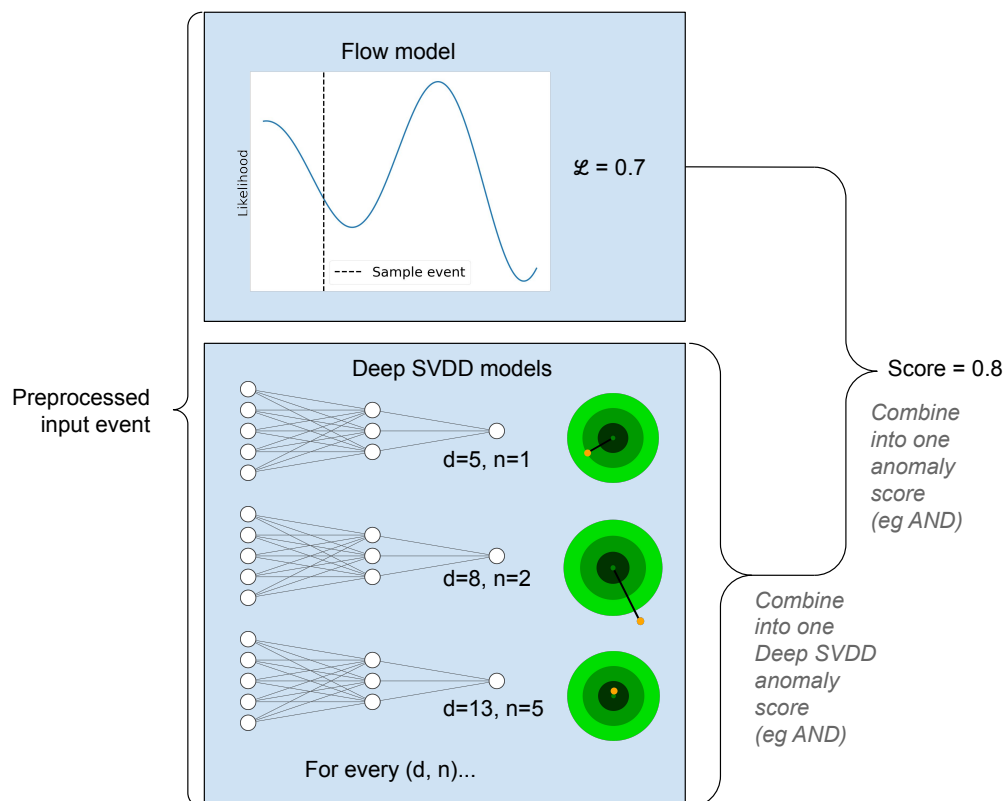 Flow model
Likelihood
Sample event
ℒ = 0.7
Deep SVDD models
d=5, n=1
d=8, n=2
d=13, n=5
For every (d, n)...
Preprocessed
input event
Score = 0.8
Combine
into one
anomaly
score
(eg AND)
Combine
into one
Deep SVDD
anomaly
score
(eg AND)